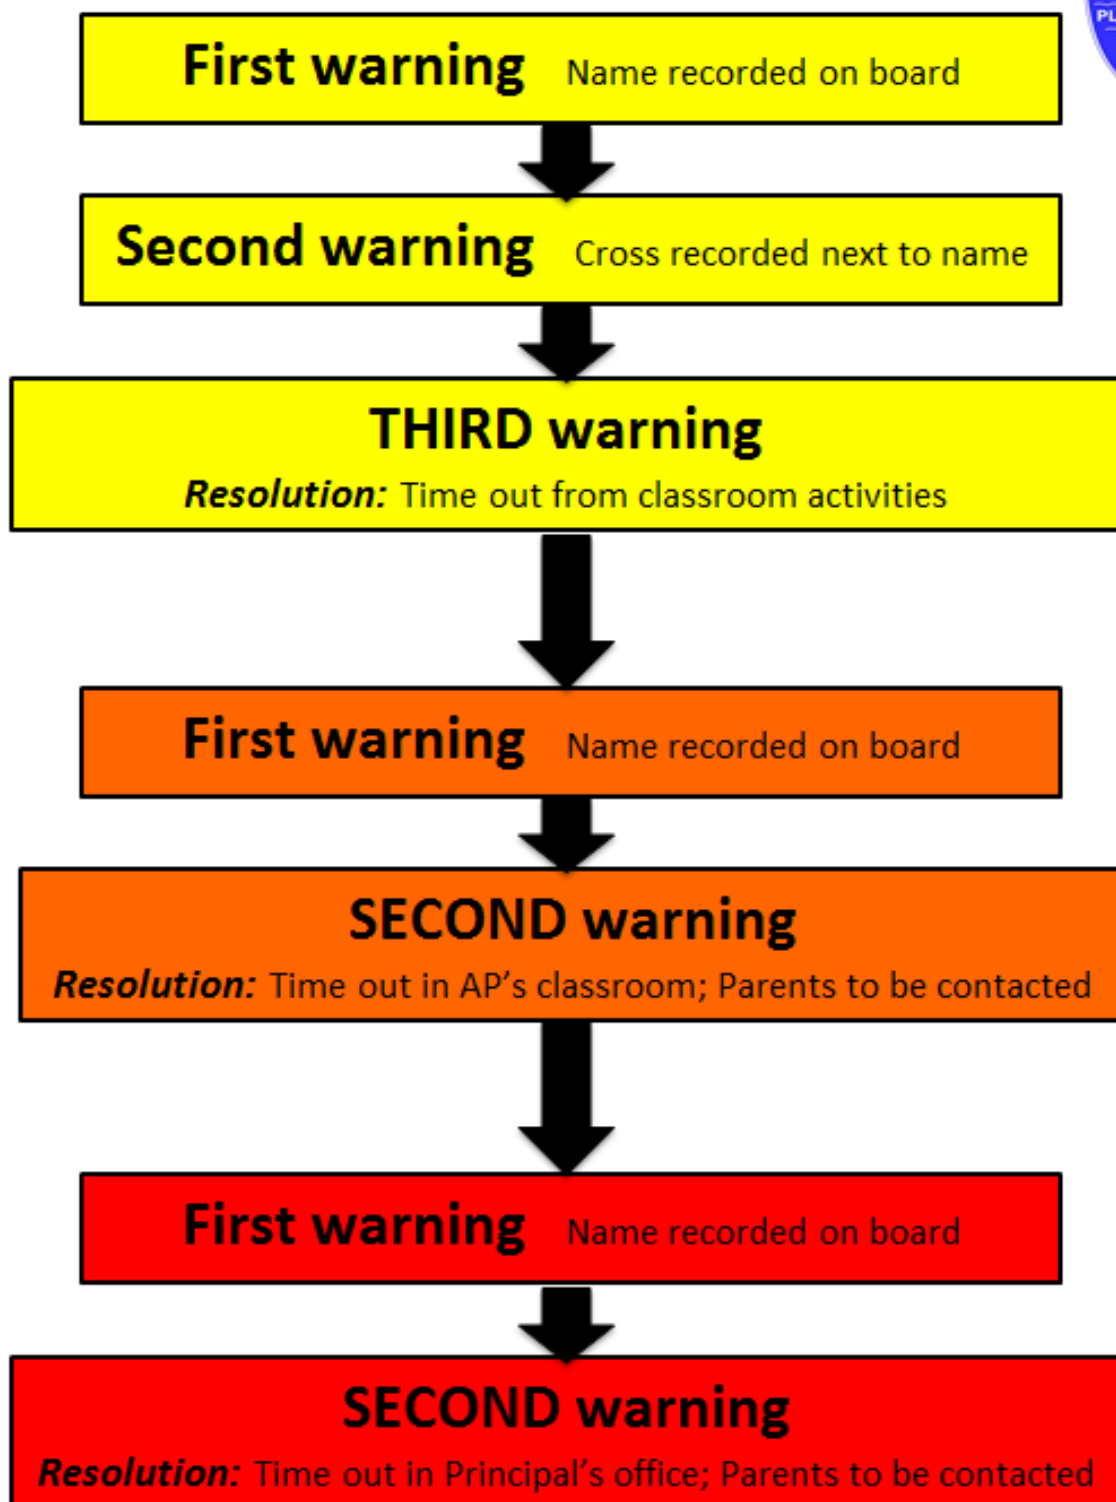 PL
First warning Name recorded on board
Second warning Cross recorded next to name
THIRD warning
Resolution: Time out from classroom activities
First warning Name recorded on board
SECOND warning
Resolution: Time out in AP's classroom; Parents to be contacted
First warning Name recorded on board
SECOND warning
Resolution: Time out in Principal's office; Parents to be contacted